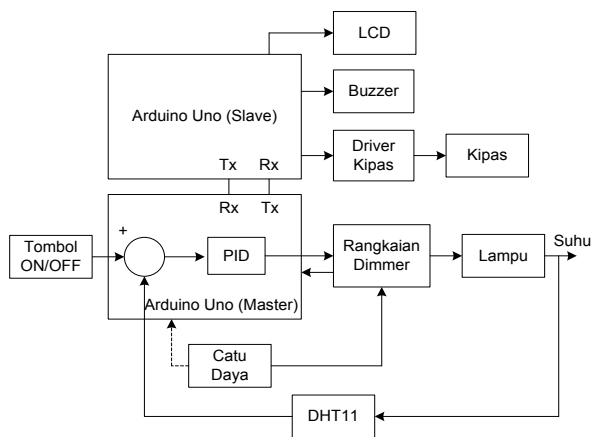 LCD
Arduino Uno (Slave)
Buzzer
Driver
Kipas
Kipas
Tx Rx
Rx Tx
+
Tombol
ON/OFF
PID
Rangkaian
Dimmer
Lampu
Suhu
Arduino Uno (Master)
Catu
Daya
DHT11